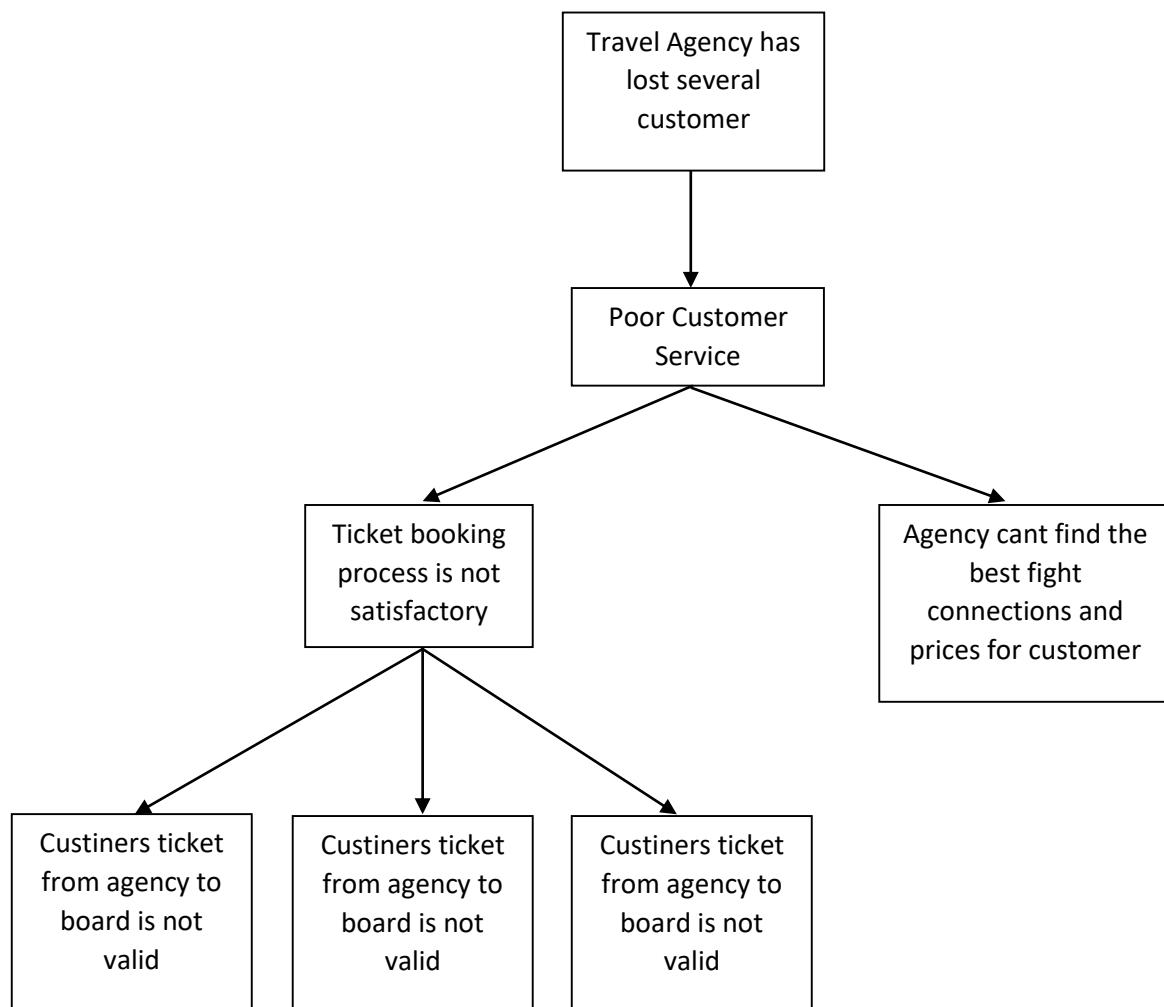 Travel Agency has
lost several
customer
Poor Customer
Service
Ticket booking
process is not
satisfactory
Agency cant find the
best fight
connections and
prices for customer
Custiners ticket
from agency to
board is not
valid
Custiners ticket
from agency to
board is not
valid
Custiners ticket
from agency to
board is not
valid